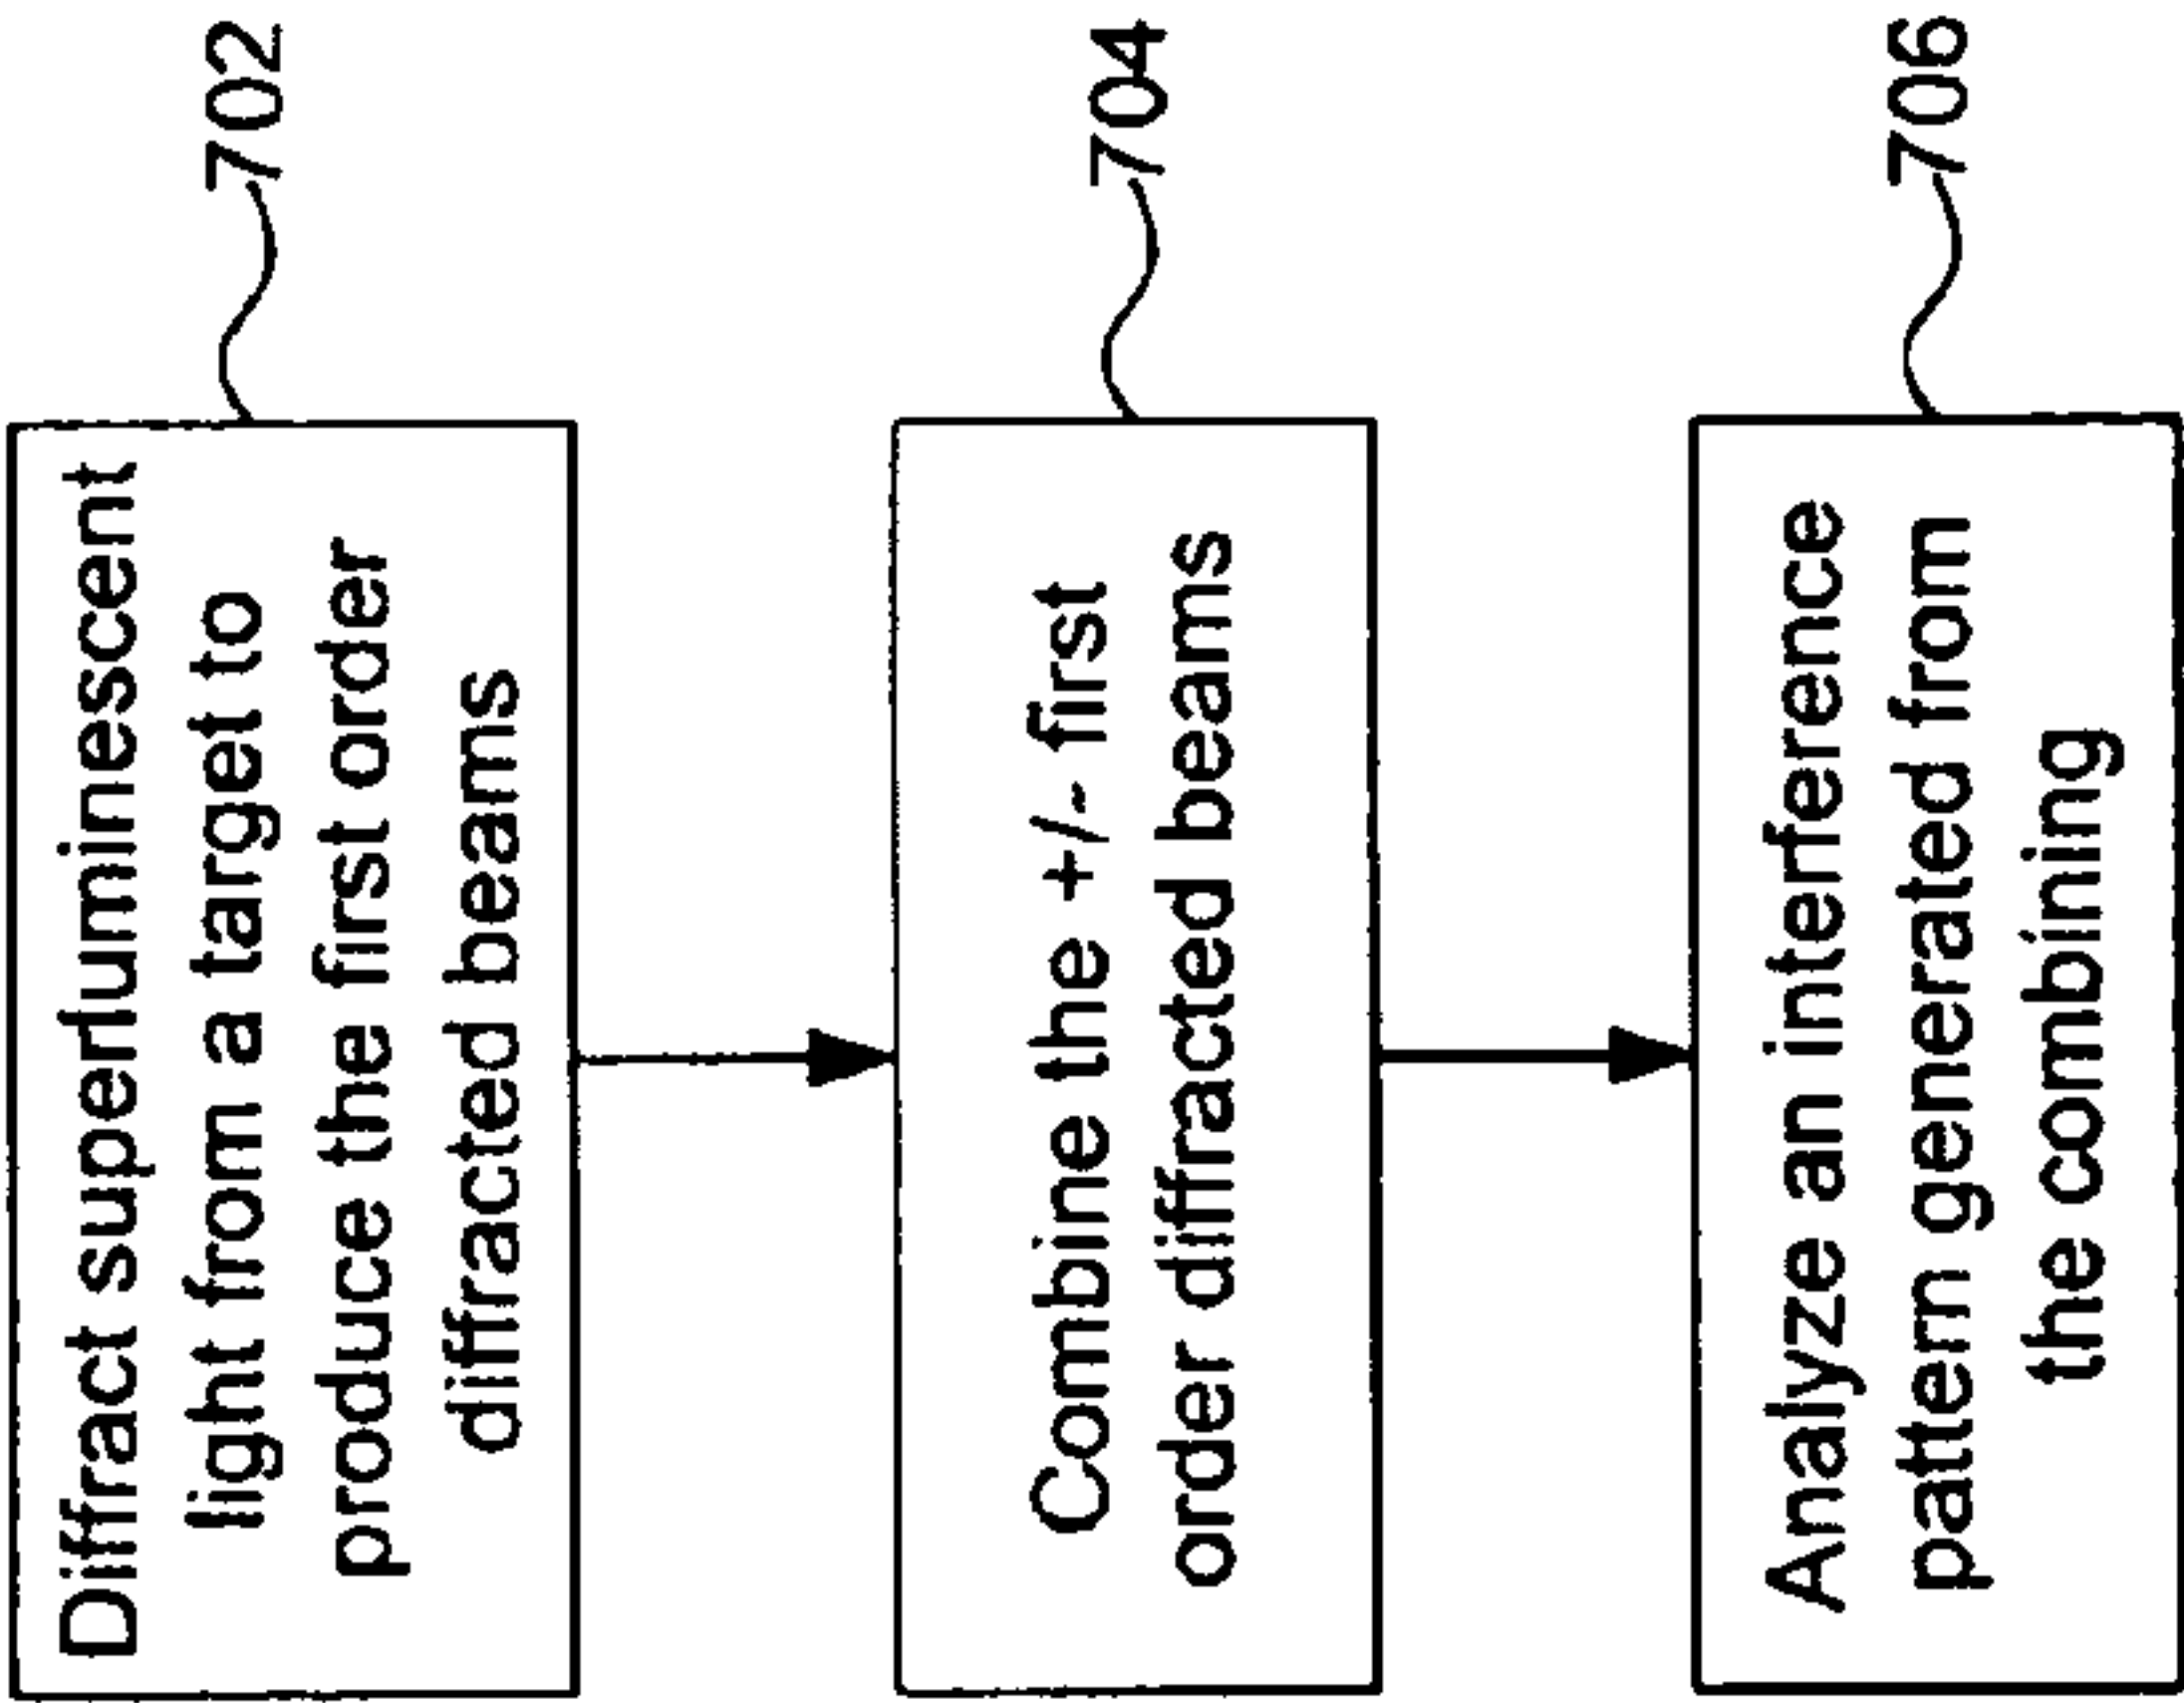 Diffract superluminescent
light from a target to
produce the first order
diffracted beams
702
Combine the +/- first
order diffracted beams
704
Analyze an interference
pattern generated from
the combining
706